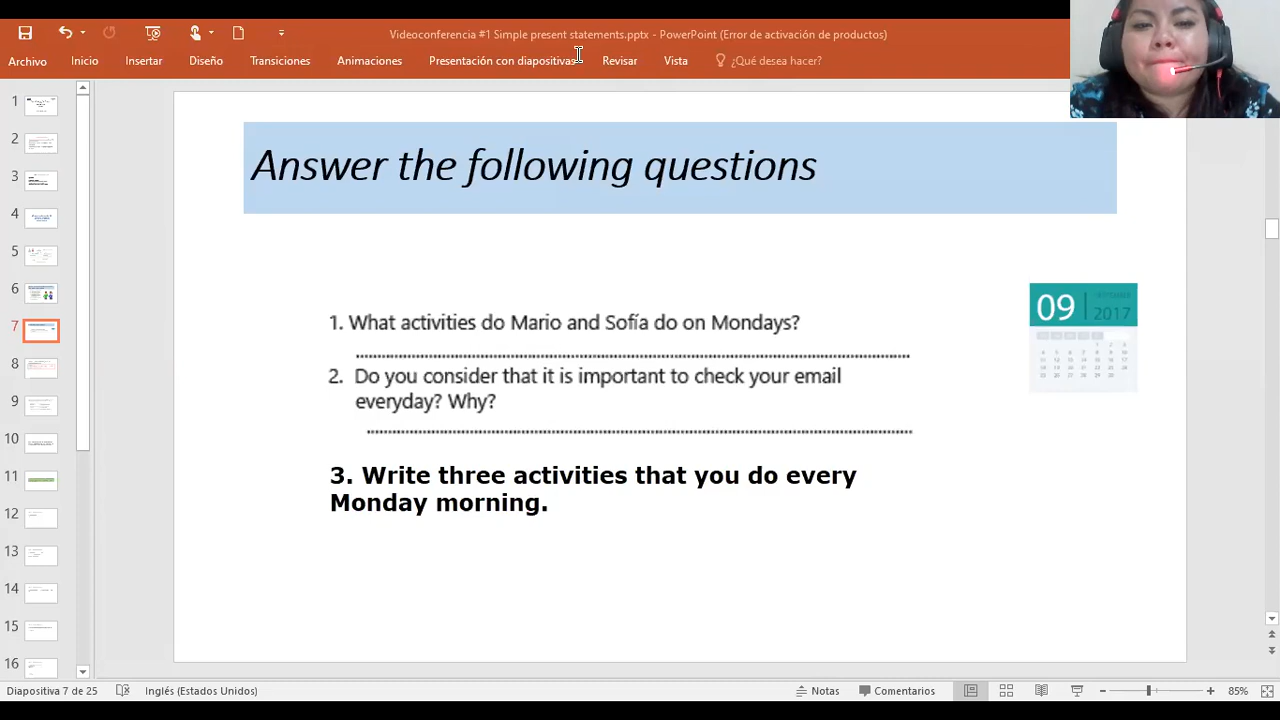 Videoconferencia #1 Simple present statements.pptx - PowerPoint (Error de activación de productos)
Archivo Inicio Insertar Diseño Transiciones Animaciones Presentación con diapositivas Revisar Vista ¿Qué desea hacer?
1
2
3
4
5
6
7
8
9
10
11
12
13
14
15
16
Answer the following questions
09 2017
1. What activities do Mario and Sofía do on Mondays?
2. Do you consider that it is important to check your email
everyday? Why?
3. Write three activities that you do every
Monday morning.
Diapositiva 7 de 25 Inglés (Estados Unidos) Notas Comentarios 85%